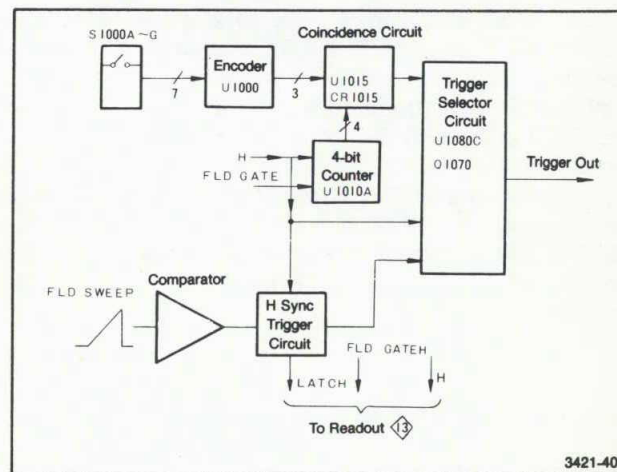 S1000A~G
7
Encoder
U1000
3
Coincidence Circuit
U1015
CR1015
4
4-bit
Counter
U1010A
H
FLD GATE
Trigger
Selector
Circuit
U1080C
Q1070
Trigger Out
FLD SWEEP
Comparator
H Sync
Trigger
Circuit
LATCH
FLD GATEH
H
To Readout 13
3421-40